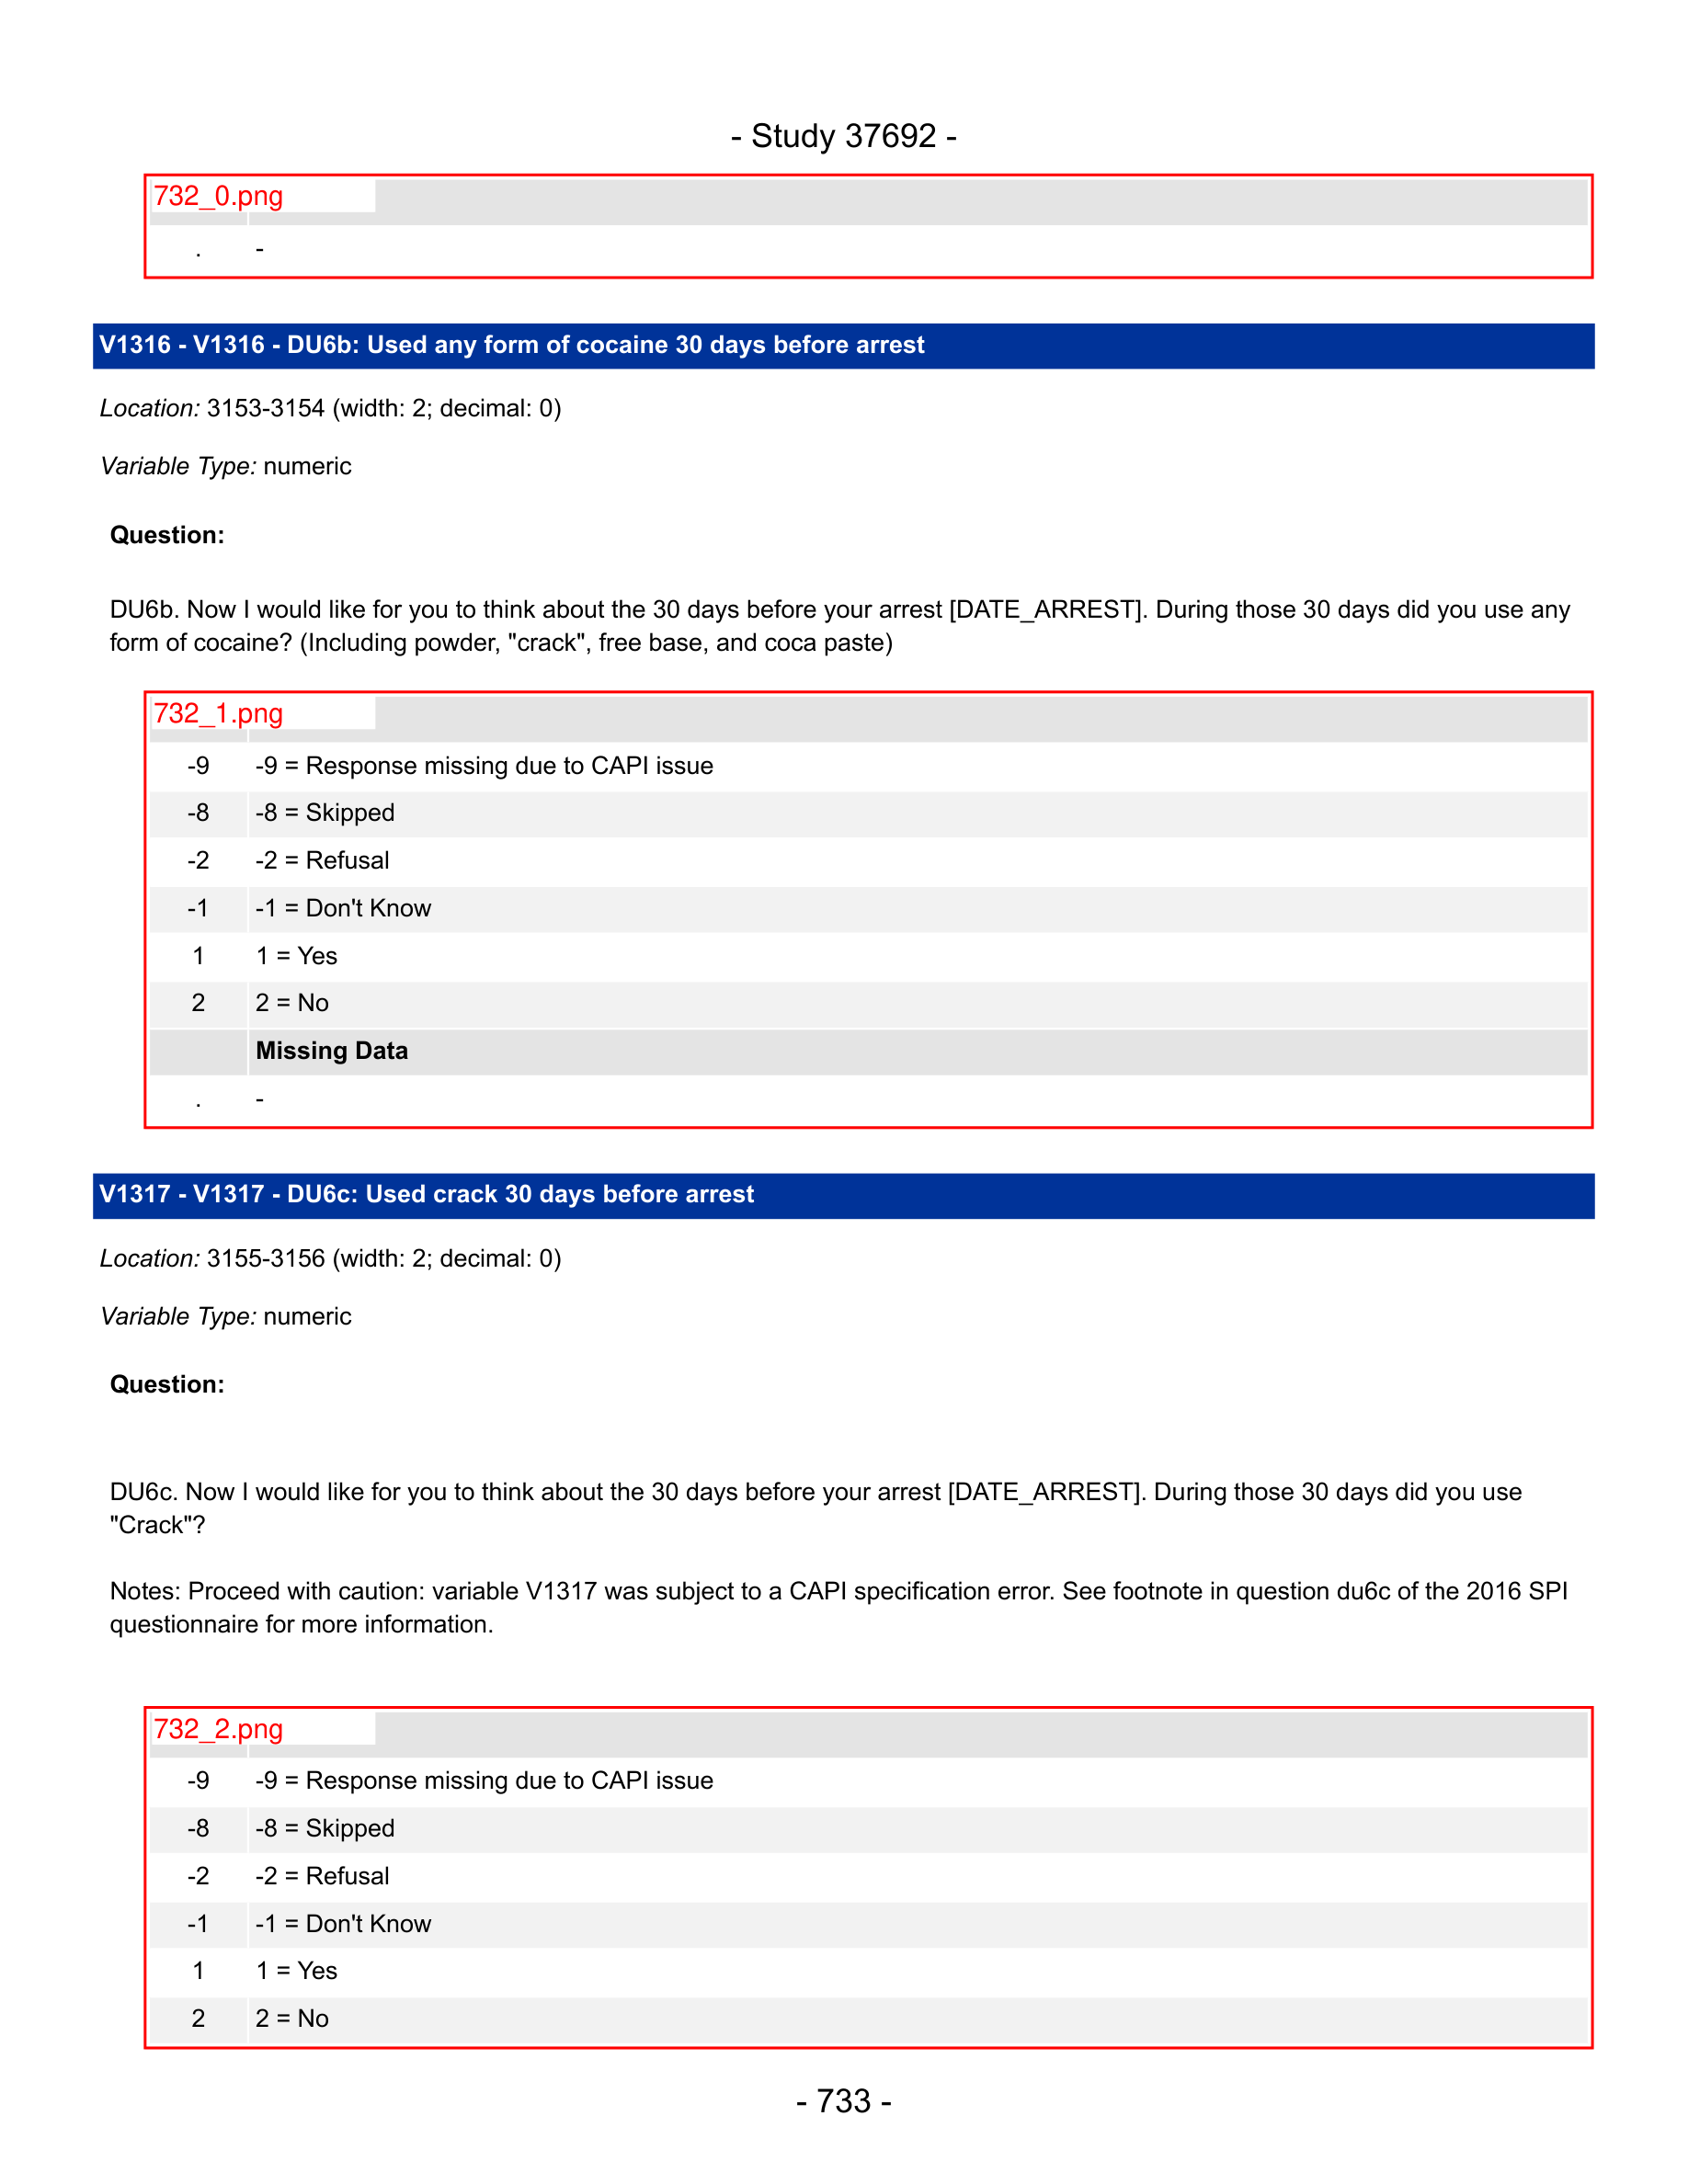 - Study 37692 -
732_0.png
. -
V1316 - V1316 - DU6b: Used any form of cocaine 30 days before arrest
Location: 3153-3154 (width: 2; decimal: 0)
Variable Type: numeric
Question:
DU6b. Now I would like for you to think about the 30 days before your arrest [DATE_ARREST]. During those 30 days did you use any
form of cocaine? (Including powder, "crack", free base, and coca paste)
732_1.png
-9 -9 = Response missing due to CAPI issue
-8 -8 = Skipped
-2 -2 = Refusal
-1 -1 = Don't Know
1 1 = Yes
2 2 = No
Missing Data
. -
V1317 - V1317 - DU6c: Used crack 30 days before arrest
Location: 3155-3156 (width: 2; decimal: 0)
Variable Type: numeric
Question:
DU6c. Now I would like for you to think about the 30 days before your arrest [DATE_ARREST]. During those 30 days did you use
"Crack"?
Notes: Proceed with caution: variable V1317 was subject to a CAPI specification error. See footnote in question du6c of the 2016 SPI
questionnaire for more information.
732_2.png
-9 -9 = Response missing due to CAPI issue
-8 -8 = Skipped
-2 -2 = Refusal
-1 -1 = Don't Know
1 1 = Yes
2 2 = No
- 733 -